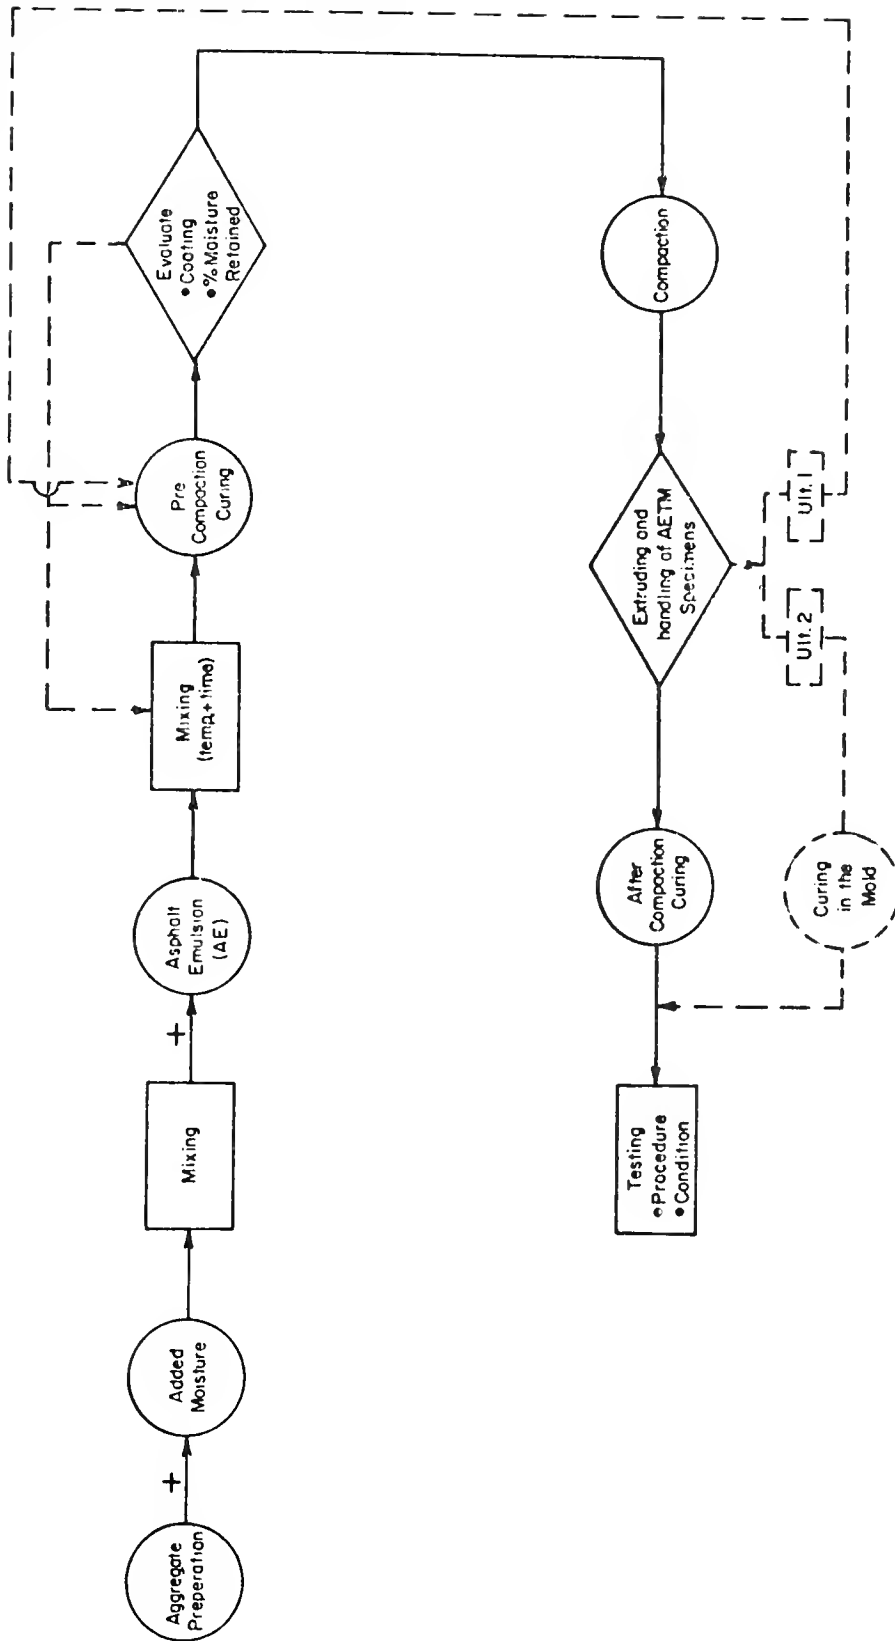 Aggregate
Preperation
+
Added
Moisture
Mixing
+
Asphalt
Emulsion
(AE)
Mixing
(temp+time)
Pre
Compaction
Curing
Evaluate
• Coating
• % Moisture
Retained
Compaction
Extruding and
handling of AETM
Specimens
Ult. 1
Ult. 2
After
Compaction
Curing
Curing
in the
Mold
Testing
• Procedure
• Condition